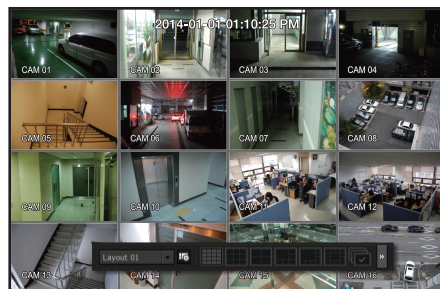 2014-01-01 01:10:25 PM
CAM 01
CAM 02
CAM 03
CAM 04
CAM 05
CAM 06
CAM 07
CAM 08
CAM 09
CAM 10
CAM 11
CAM 12
Layout 01
CAM 13
CAM 14
CAM 15
CAM 16